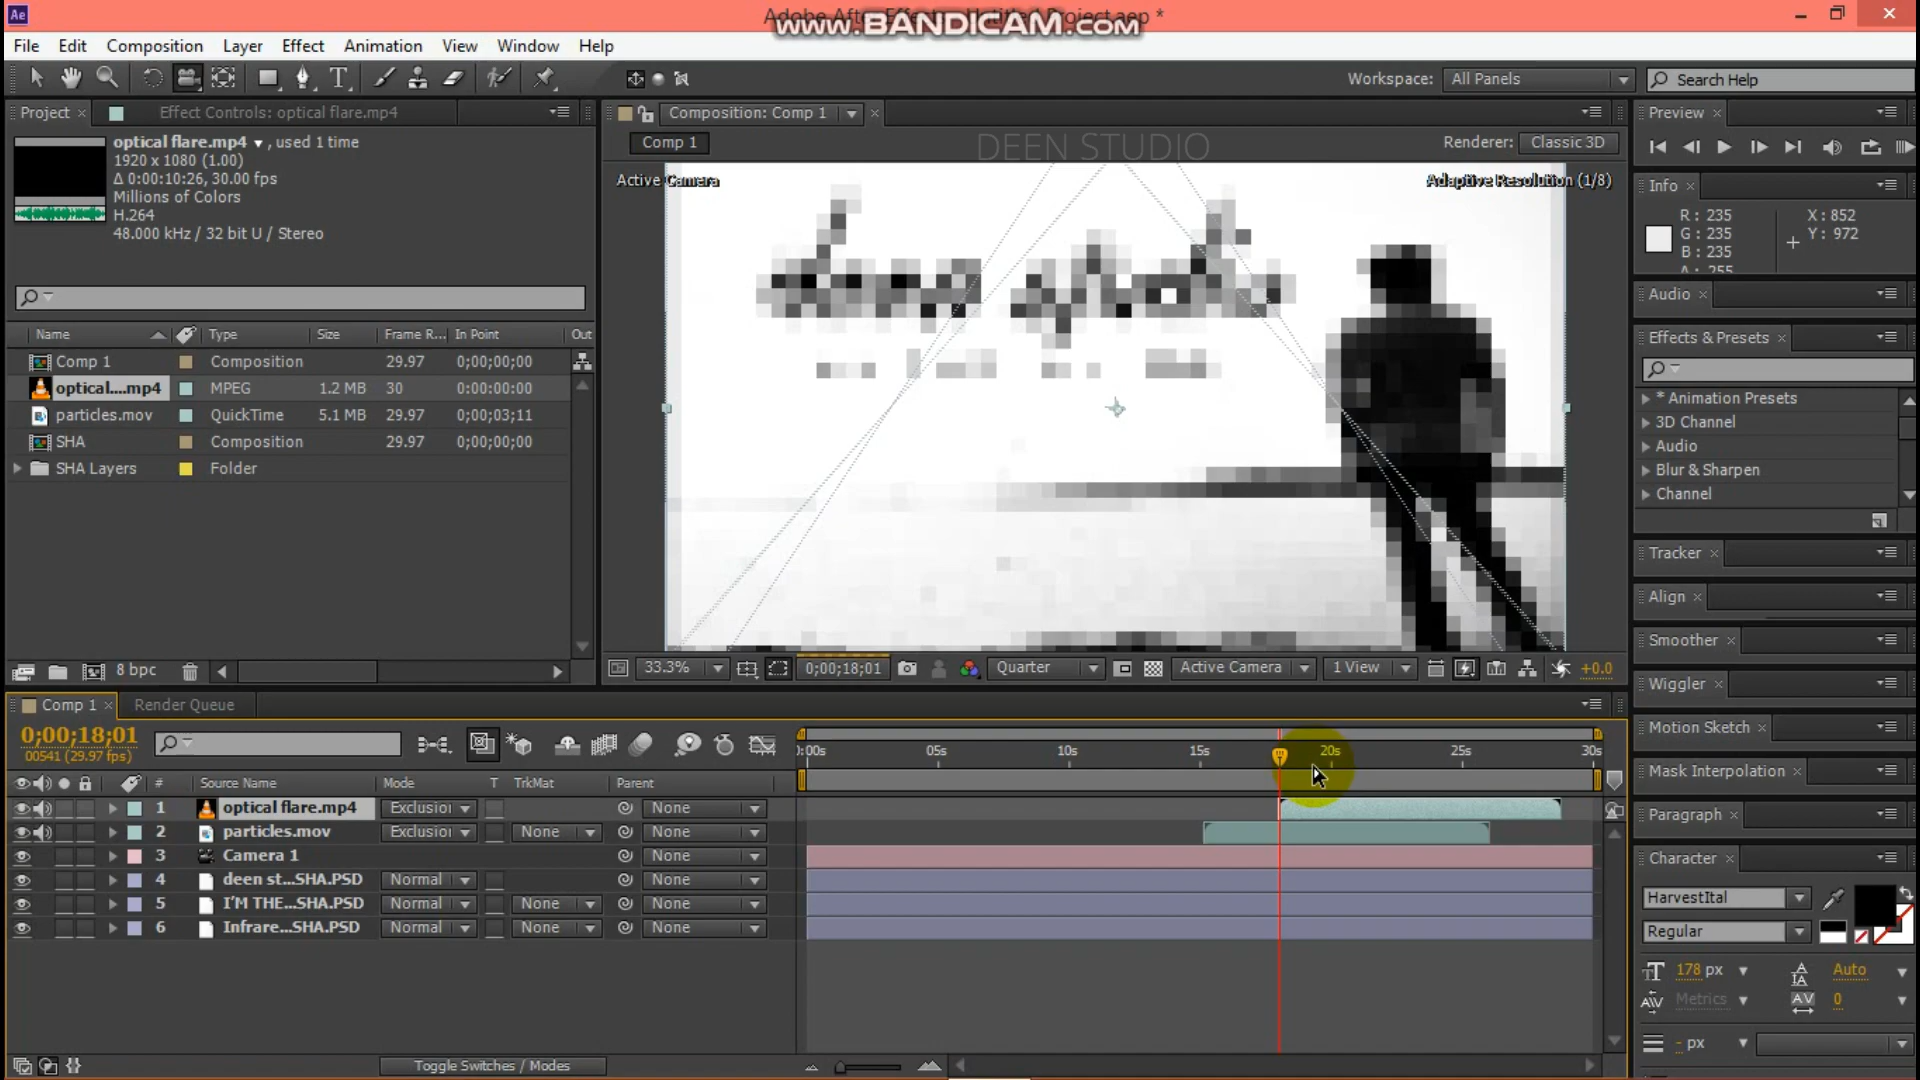 Ae
www.BANDICAM.com
File Edit Composition Layer Effect Animation View Window Help
Workspace: All Panels Search Help
Project × Effect Controls: optical flare.mp4
optical flare.mp4 , used 1 time
1920 x 1080 (1.00)
Δ 0:00:10:26, 30.00 fps
Millions of Colors
H.264
48.000 kHz / 32 bit U / Stereo
Name Type Size Frame R... In Point Out
Comp 1 Composition 29.97 0;00;00;00
optical....mp4 MPEG 1.2 MB 30 0:00:00:00
particles.mov QuickTime 5.1 MB 29.97 0;00;03;11
SHA Composition 29.97 0;00;00;00
SHA Layers Folder
8 bpc
Composition: Comp 1
Comp 1
DEEN STUDIO
Renderer: Classic 3D
Active Camera
Adaptive Resolution (1/8)
33.3% 0;00;18;01 Quarter Active Camera 1 View +0.0
Preview ×
Info ×
R : 235
G : 235
B : 235
A : 255
X : 852
Y : 972
Audio ×
Effects & Presets ×
* Animation Presets
3D Channel
Audio
Blur & Sharpen
Channel
Tracker ×
Align ×
Smoother ×
Wiggler ×
Motion Sketch ×
Mask Interpolation ×
Paragraph ×
Character ×
HarvestItal
Regular
178 px Auto
Metrics 0
- px
Comp 1 × Render Queue
0;00;18;01
00541 (29.97 fps)
):00s 05s 10s 15s 20s 25s 30s
# Source Name Mode T TrkMat Parent
1 optical flare.mp4 Exclusior None
2 particles.mov Exclusior None None
3 Camera 1 None
4 deen st...SHA.PSD Normal None
5 I'M THE...SHA.PSD Normal None None
6 Infrare...SHA.PSD Normal None None
Toggle Switches / Modes